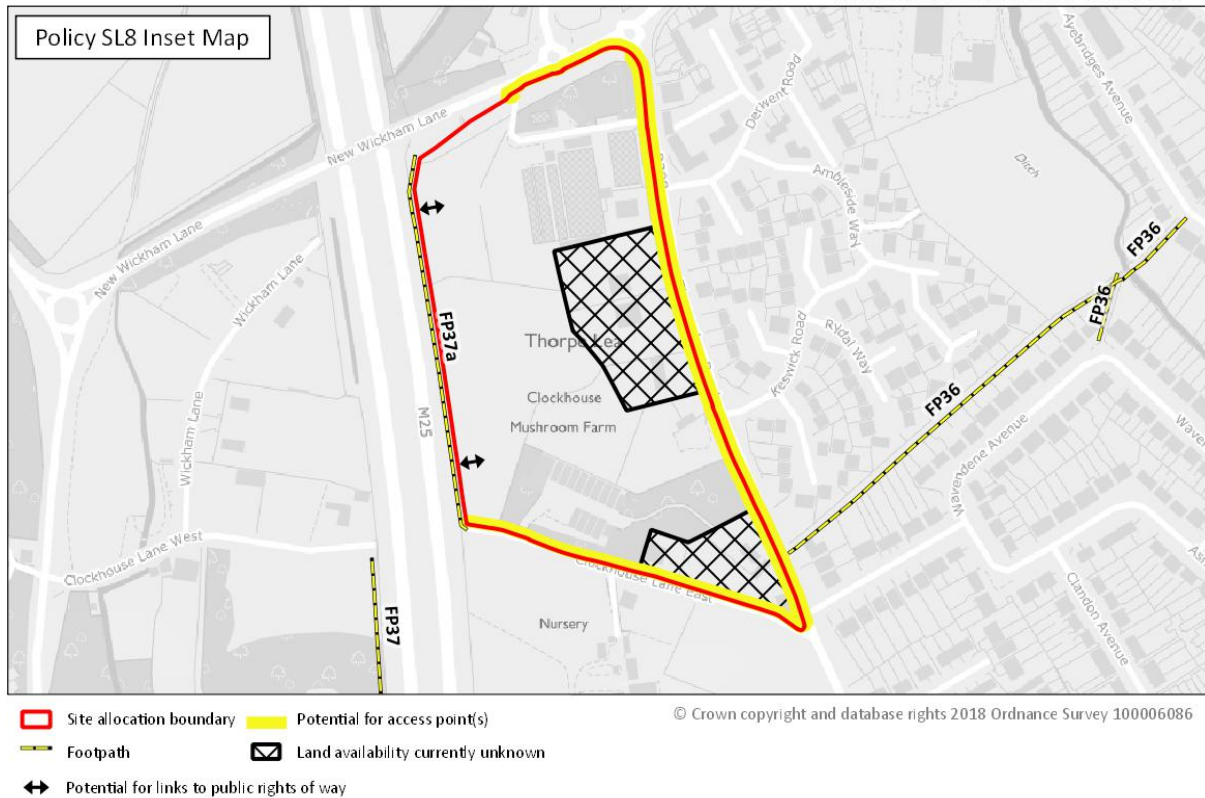 Policy SL8 Inset Map
New Wickham Lane
Derwent Road
Ayebridges Avenue
Ambleside Way
Ditch
New Wickham Lane
Wickham Lane
FP36
FP36
FP37a
Thorpe Lea
Keswick Road
Rydal Way
Clockhouse
Mushroom Farm
M25
Wickham Lane
FP36
Wavendene Avenue
Clockhouse Lane West
Clockhouse Lane East
FP37
Nursery
Clandon Avenue
Site allocation boundary
Potential for access point(s)
© Crown copyright and database rights 2018 Ordnance Survey 100006086
Footpath
Land availability currently unknown
Potential for links to public rights of way